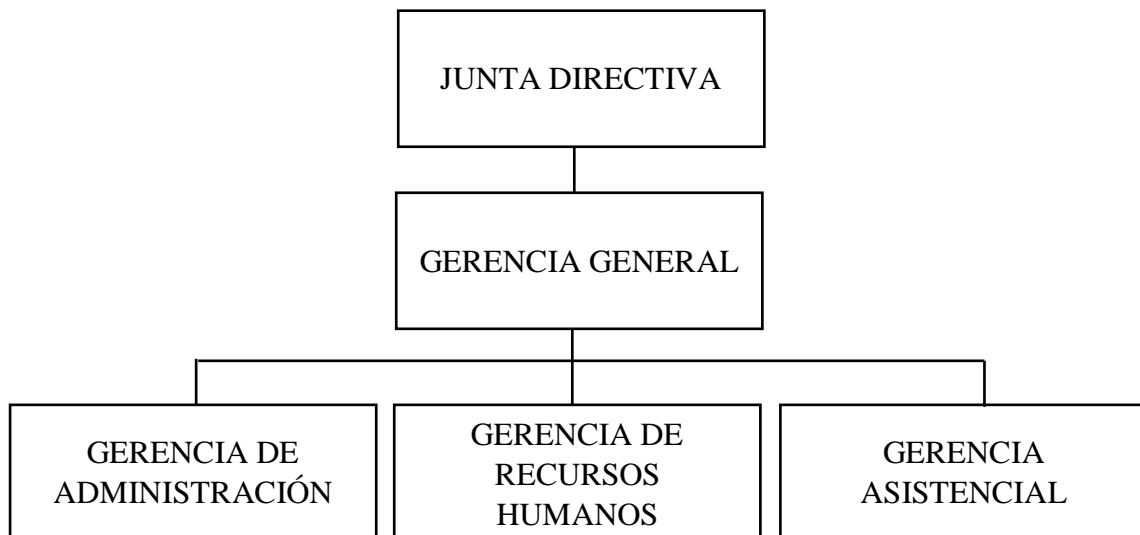 JUNTA DIRECTIVA
GERENCIA GENERAL
GERENCIA DE
ADMINISTRACIÓN
GERENCIA DE
RECURSOS
HUMANOS
GERENCIA
ASISTENCIAL